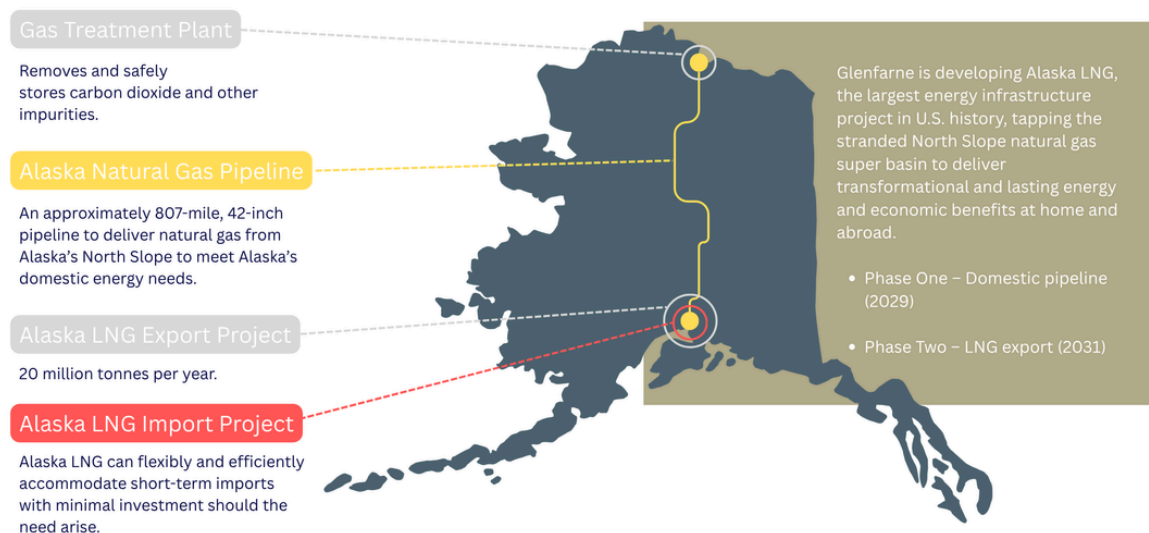 Gas Treatment Plant
Removes and safely
stores carbon dioxide and other
impurities.
Alaska Natural Gas Pipeline
An approximately 807-mile, 42-inch
pipeline to deliver natural gas from
Alaska’s North Slope to meet Alaska’s
domestic energy needs.
Alaska LNG Export Project
20 million tonnes per year.
Alaska LNG Import Project
Alaska LNG can flexibly and efficiently
accommodate short-term imports
with minimal investment should the
need arise.
Glenfarne is developing Alaska LNG,
the largest energy infrastructure
project in U.S. history, tapping the
stranded North Slope natural gas
super basin to deliver
transformational and lasting energy
and economic benefits at home and
abroad.
• Phase One – Domestic pipeline
(2029)
• Phase Two – LNG export (2031)